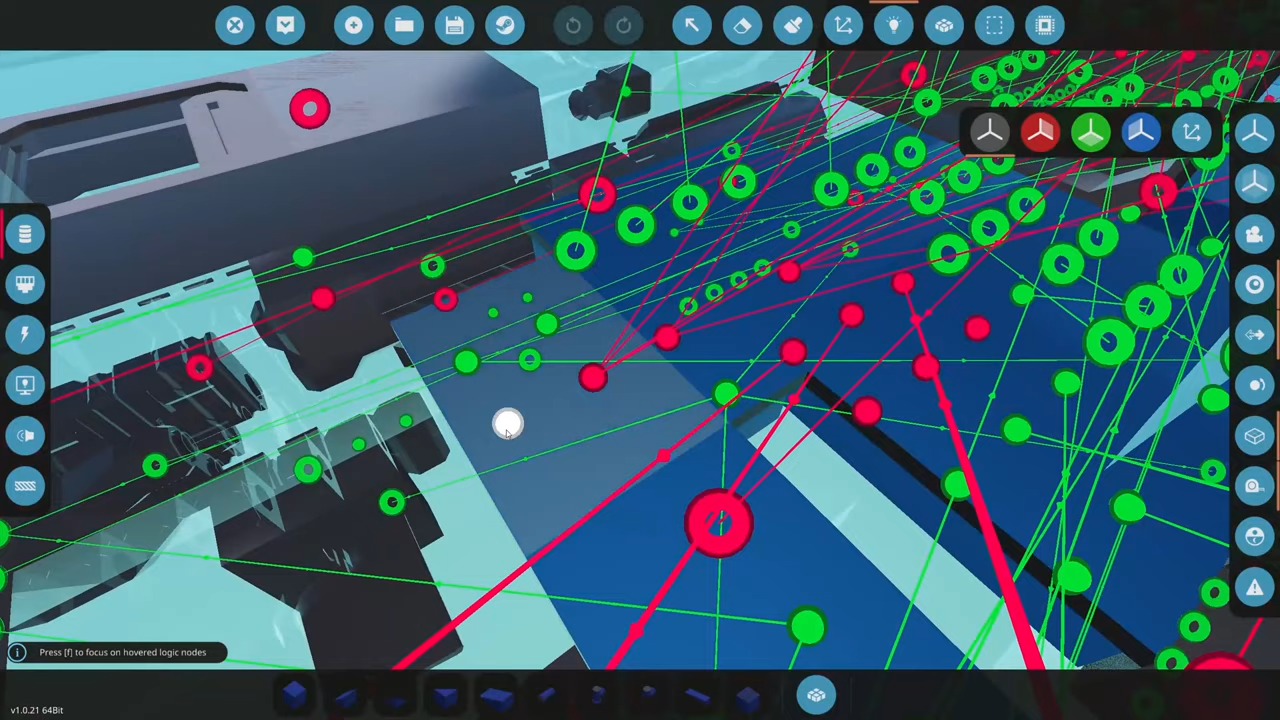 Press [f] to focus on hovered logic nodes
v1.0.21 64Bit